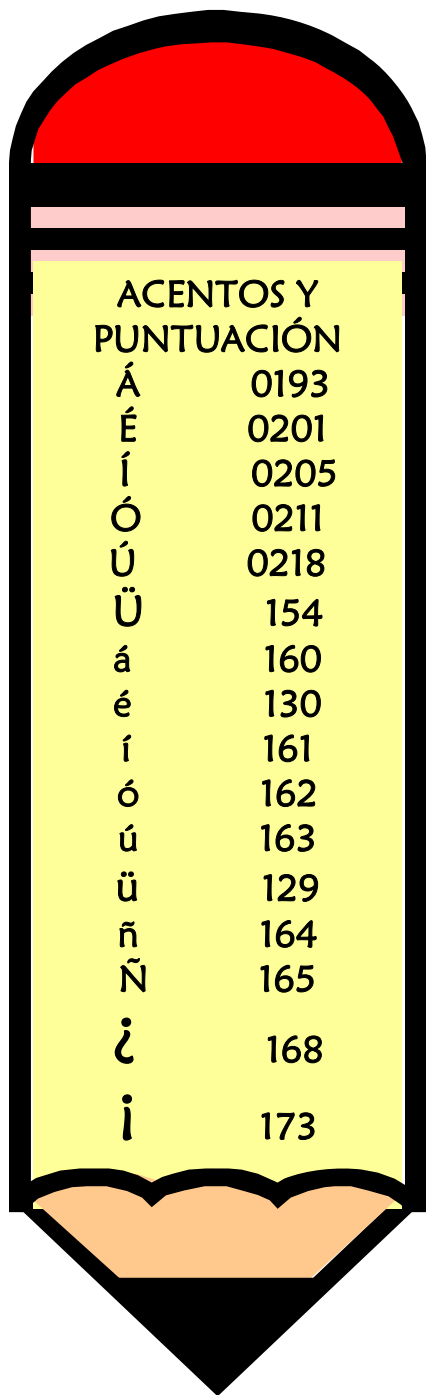 ACENTOS Y
PUNTUACIÓN
Á 0193
É 0201
Í 0205
Ó 0211
Ú 0218
Ü 154
á 160
é 130
í 161
ó 162
ú 163
ü 129
ñ 164
Ñ 165
¿ 168
¡ 173